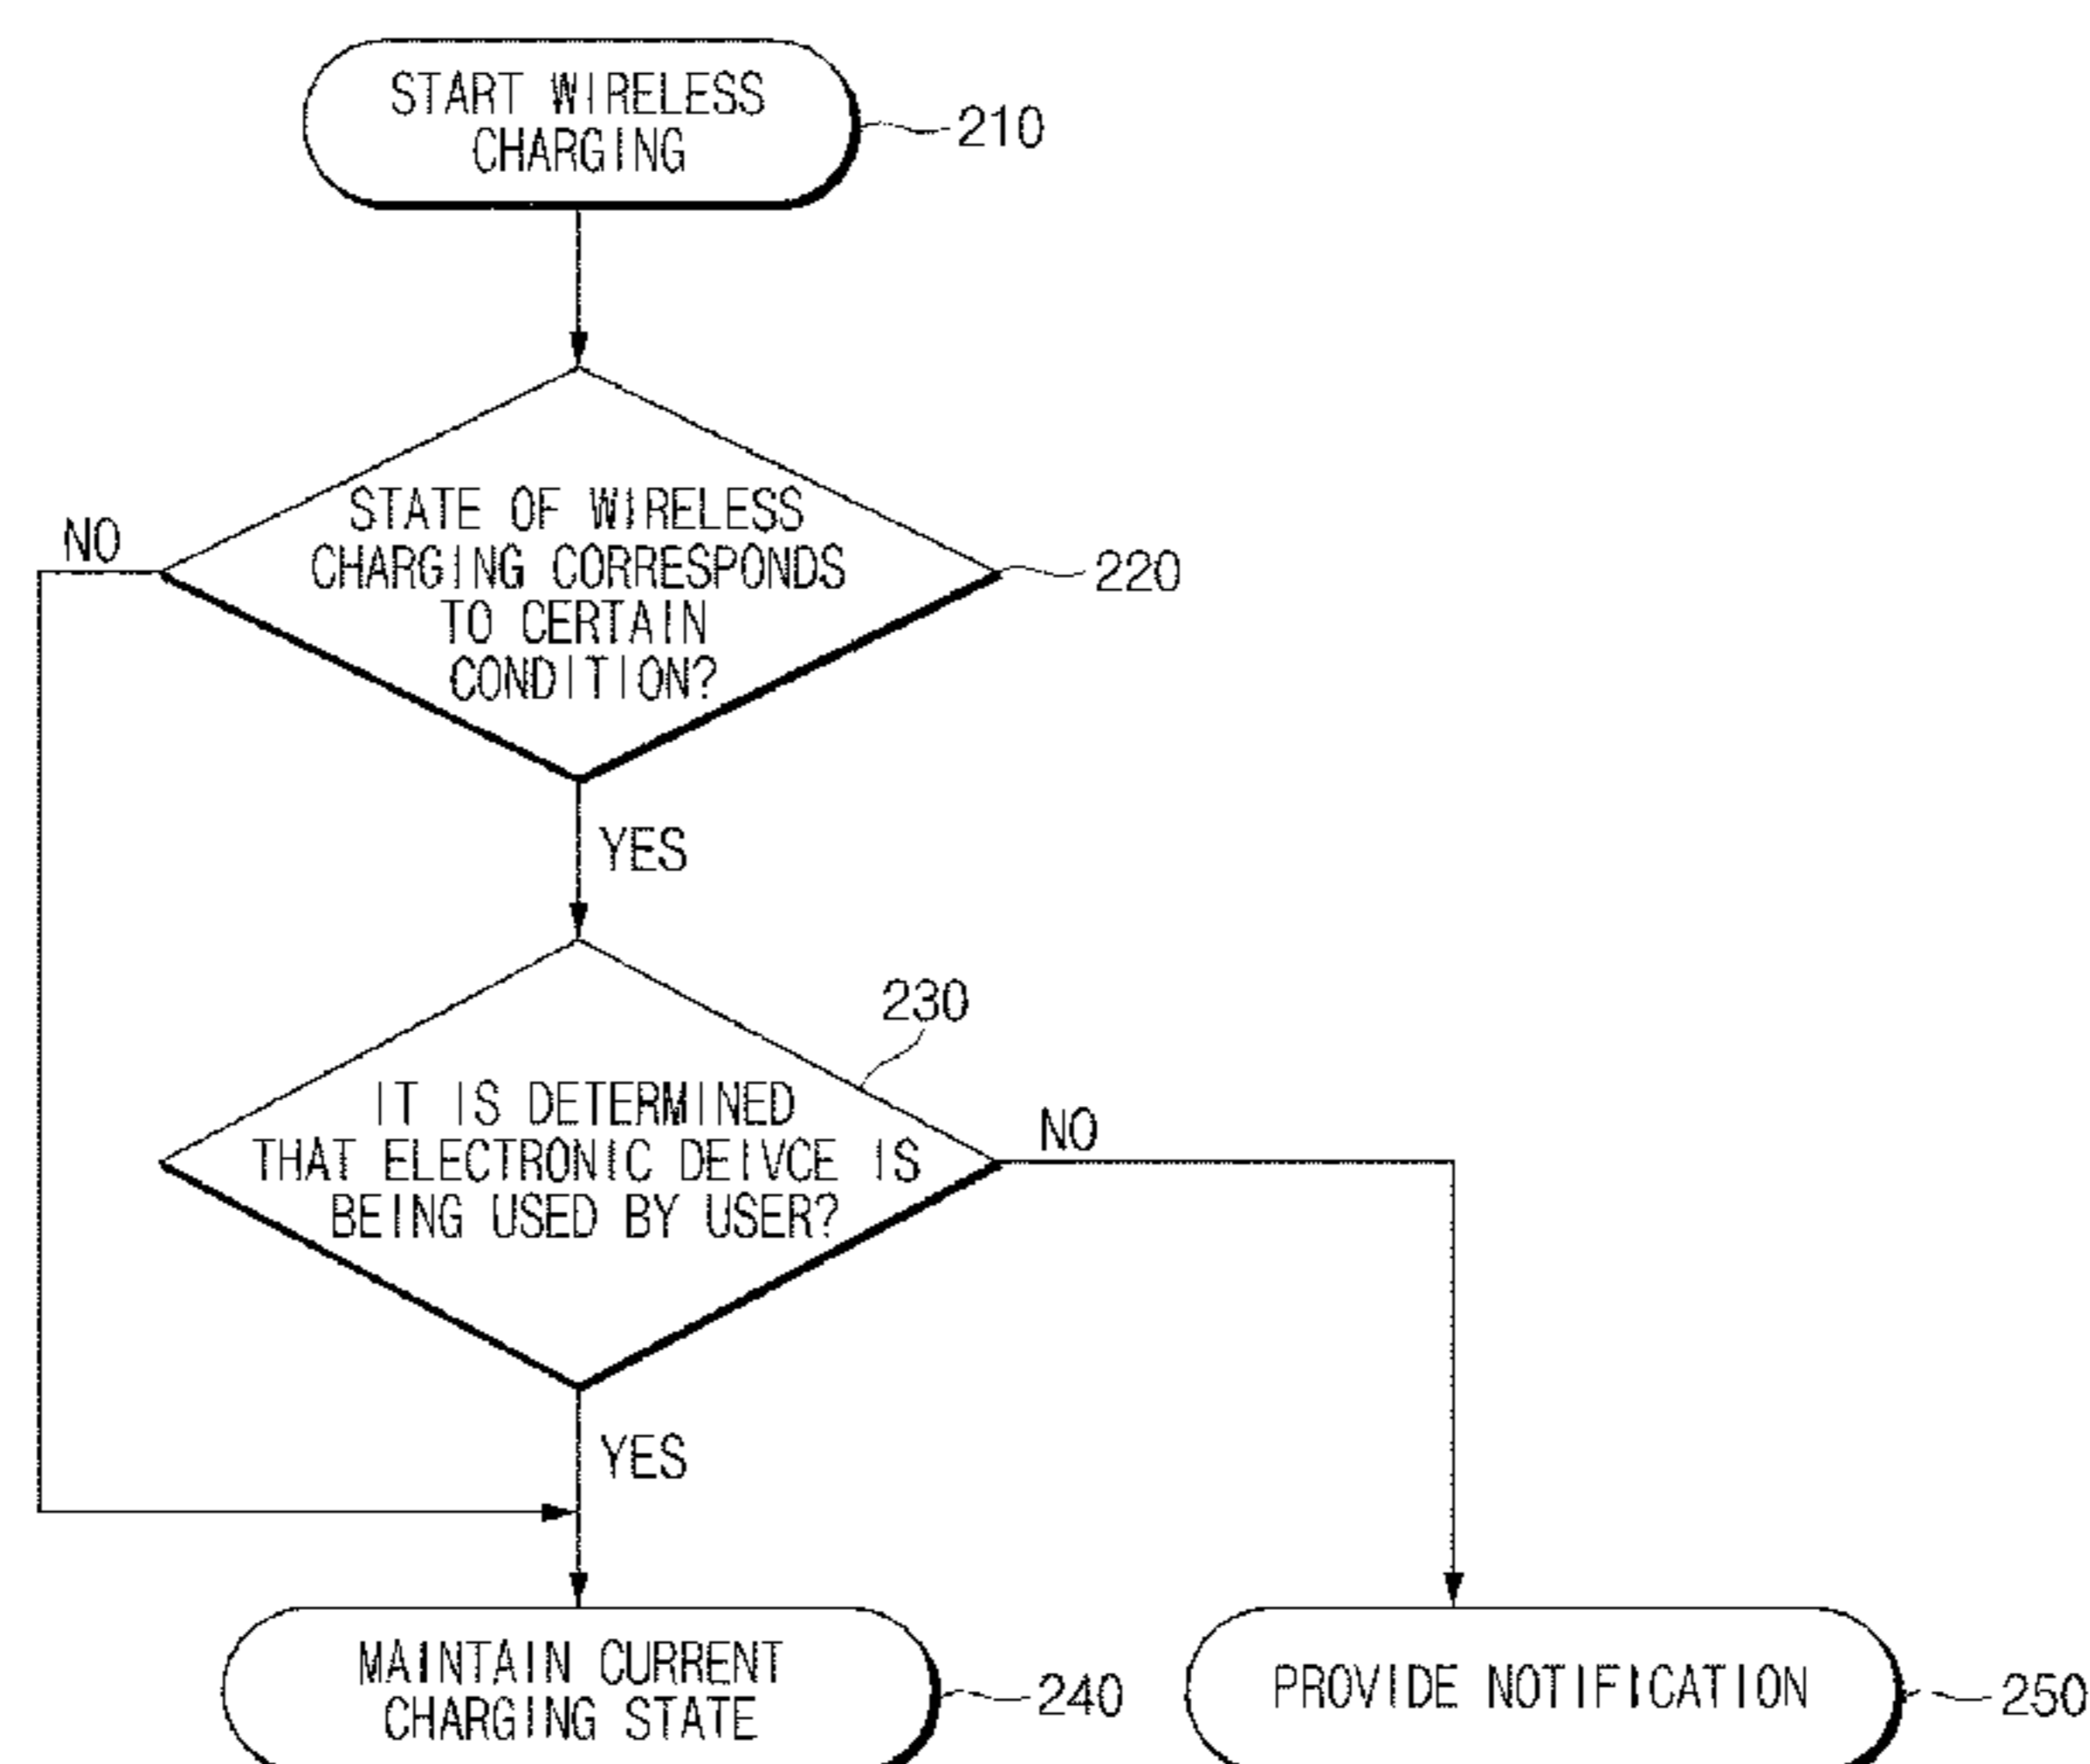 START WIRELESS
CHARGING
210
STATE OF WIRELESS
CHARGING CORRESPONDS
TO CERTAIN
CONDITION?
220
NO
YES
230
IT IS DETERMINED
THAT ELECTRONIC DEIVCE IS
BEING USED BY USER?
NO
YES
MAINTAIN CURRENT
CHARGING STATE
240
PROVIDE NOTIFICATION
250